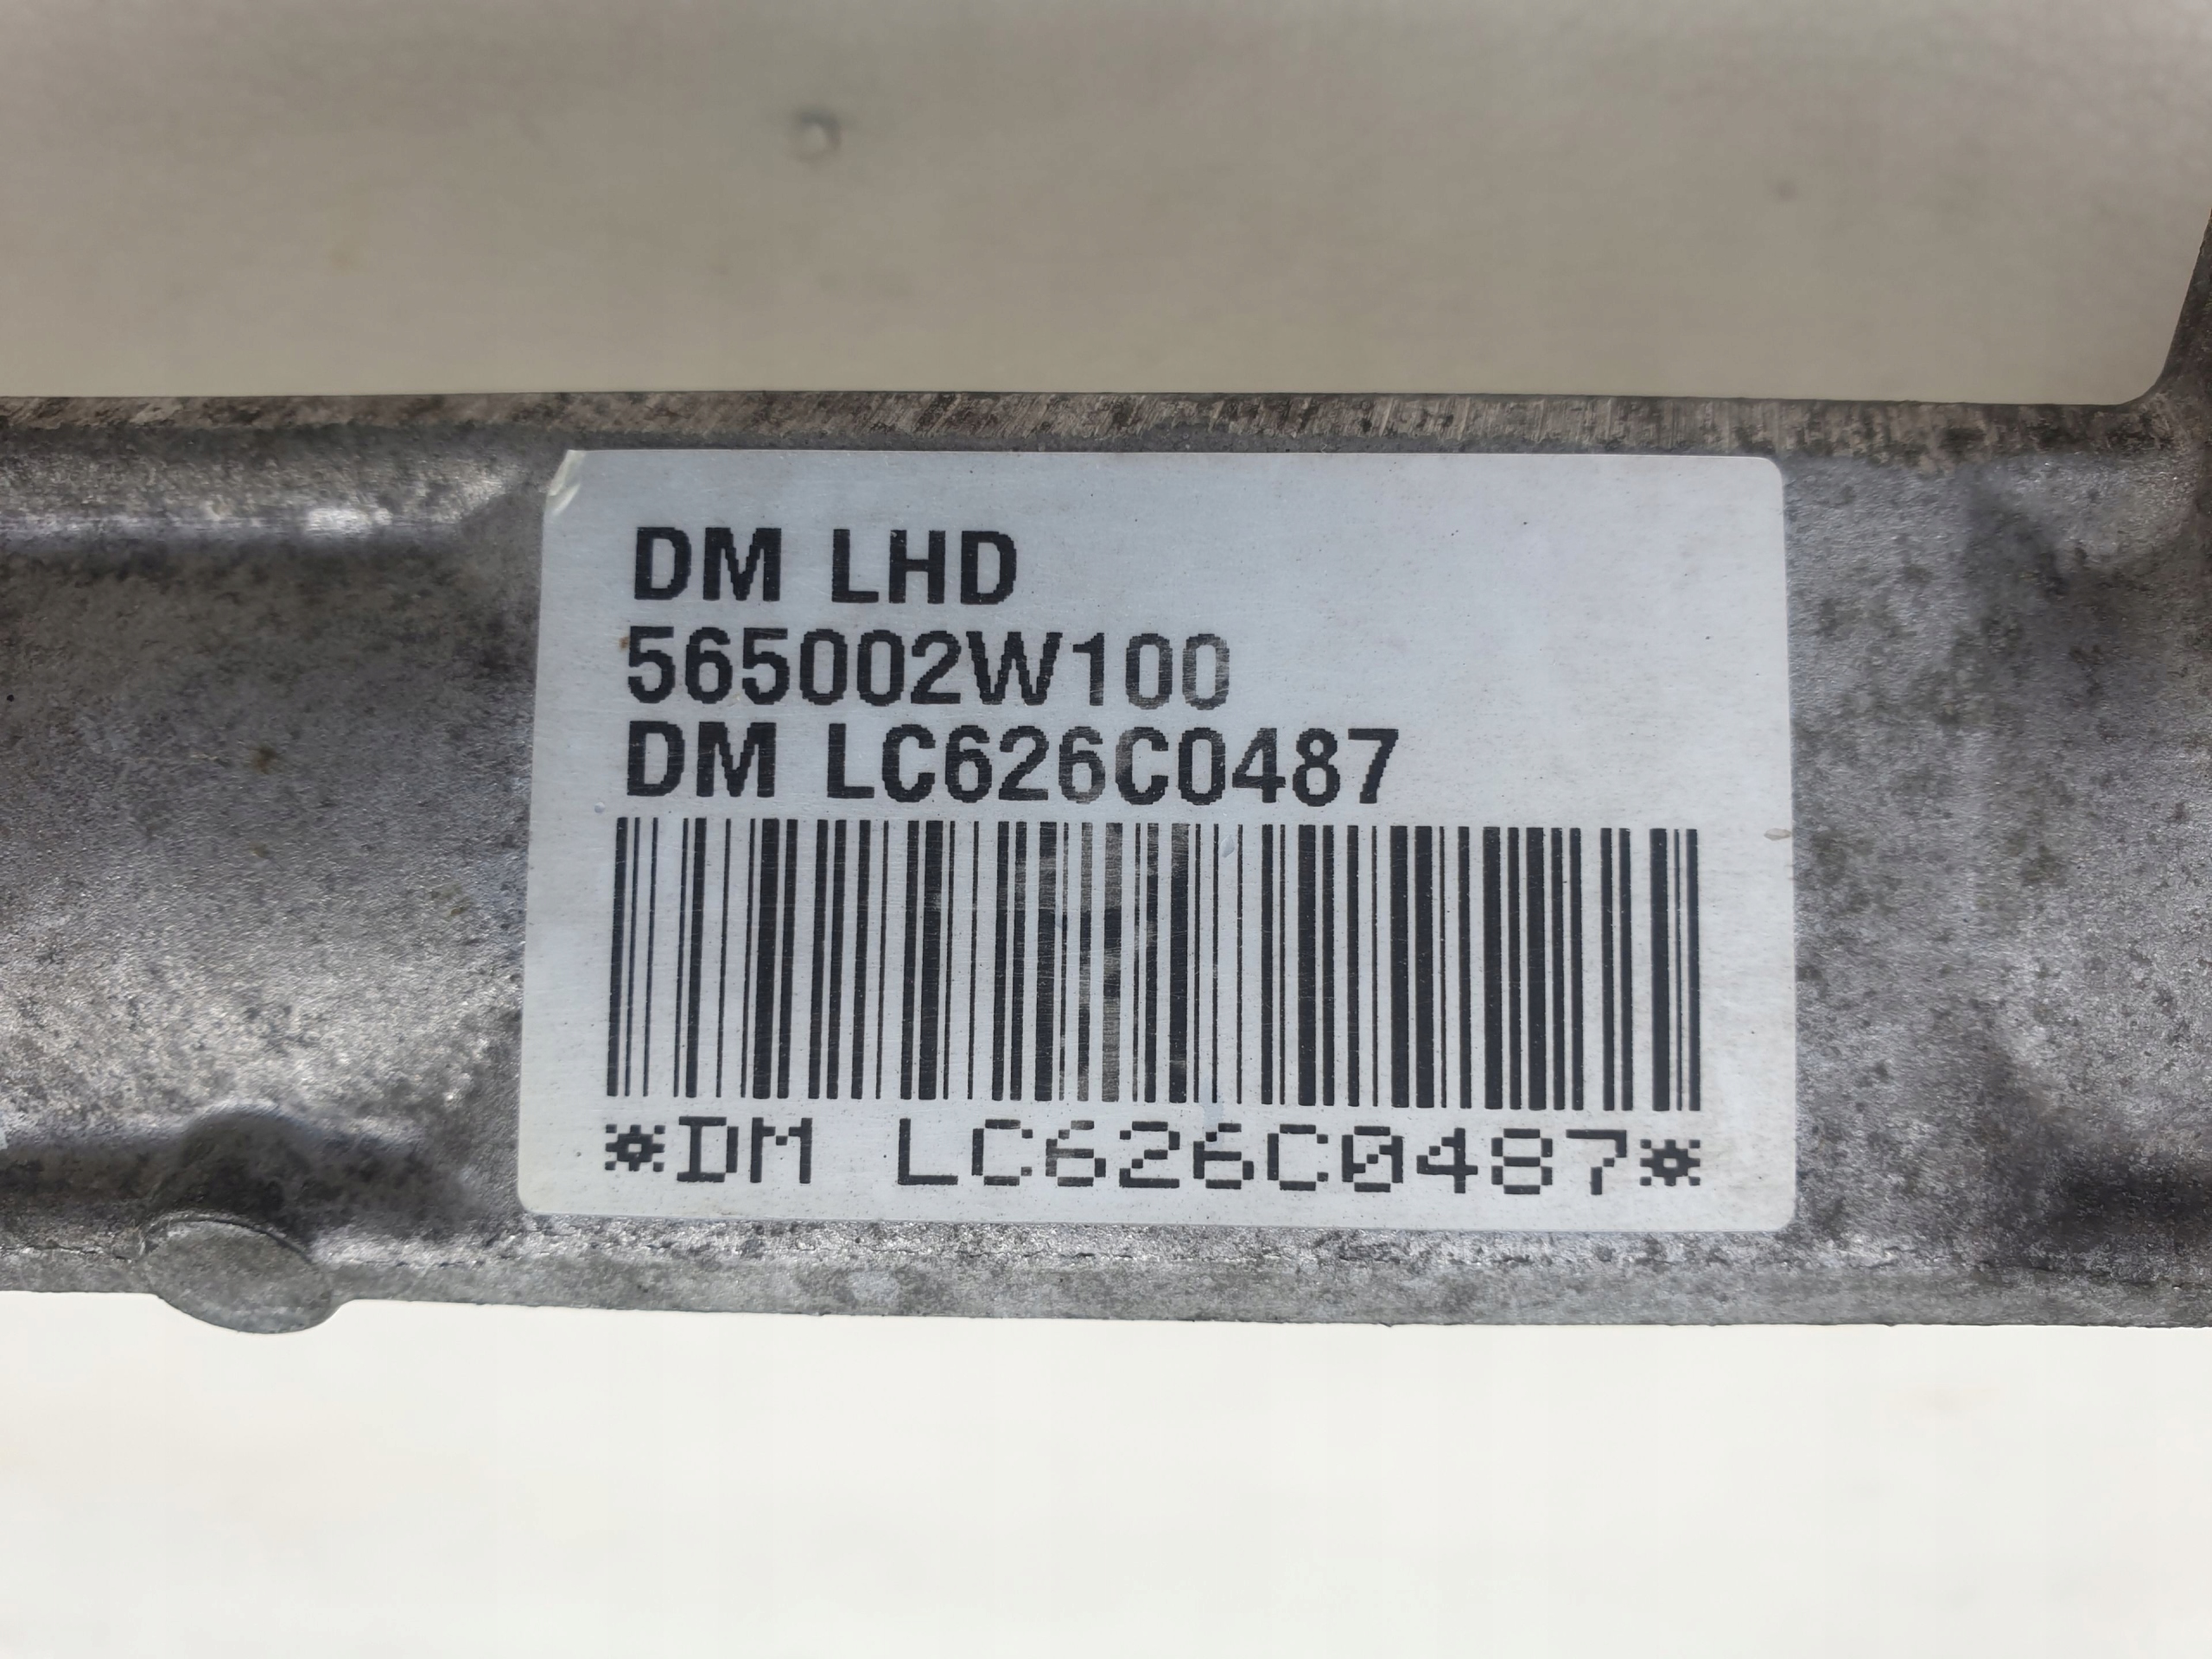 DM LHD
565002W100
DM LC626C0487
*DM LC626C0487*